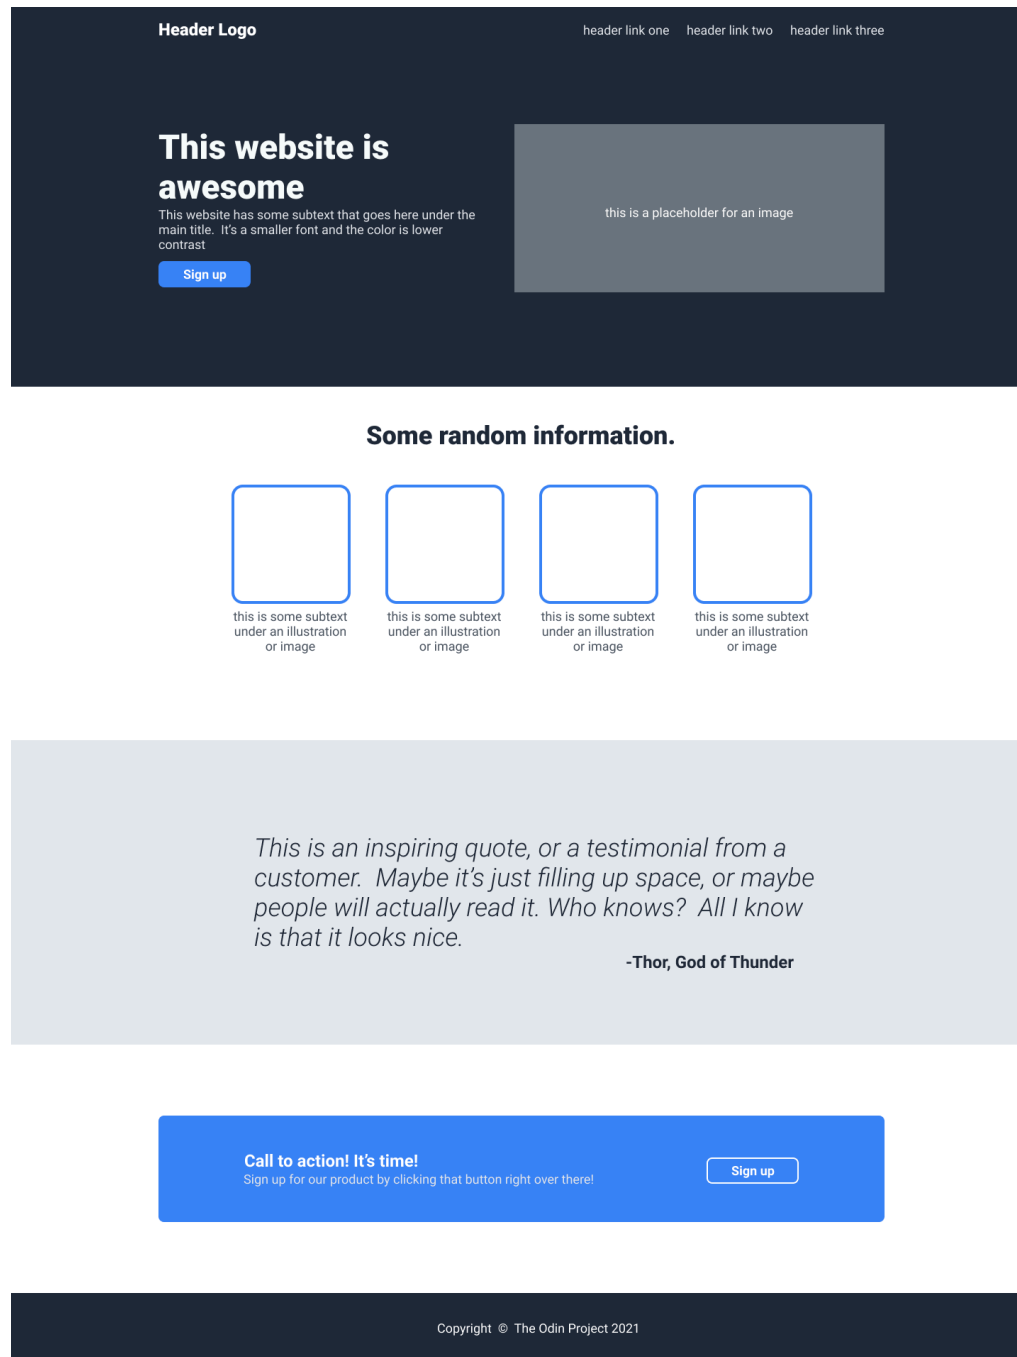 Header Logo
header link one header link two header link three
This website is
awesome
This website has some subtext that goes here under the
main title.  It's a smaller font and the color is lower
contrast
Sign up
this is a placeholder for an image
Some random information.
this is some subtext
under an illustration
or image
this is some subtext
under an illustration
or image
this is some subtext
under an illustration
or image
this is some subtext
under an illustration
or image
This is an inspiring quote, or a testimonial from a
customer.  Maybe it's just filling up space, or maybe
people will actually read it. Who knows?  All I know
is that it looks nice.
-Thor, God of Thunder
Call to action! It's time!
Sign up for our product by clicking that button right over there!
Sign up
Copyright © The Odin Project 2021